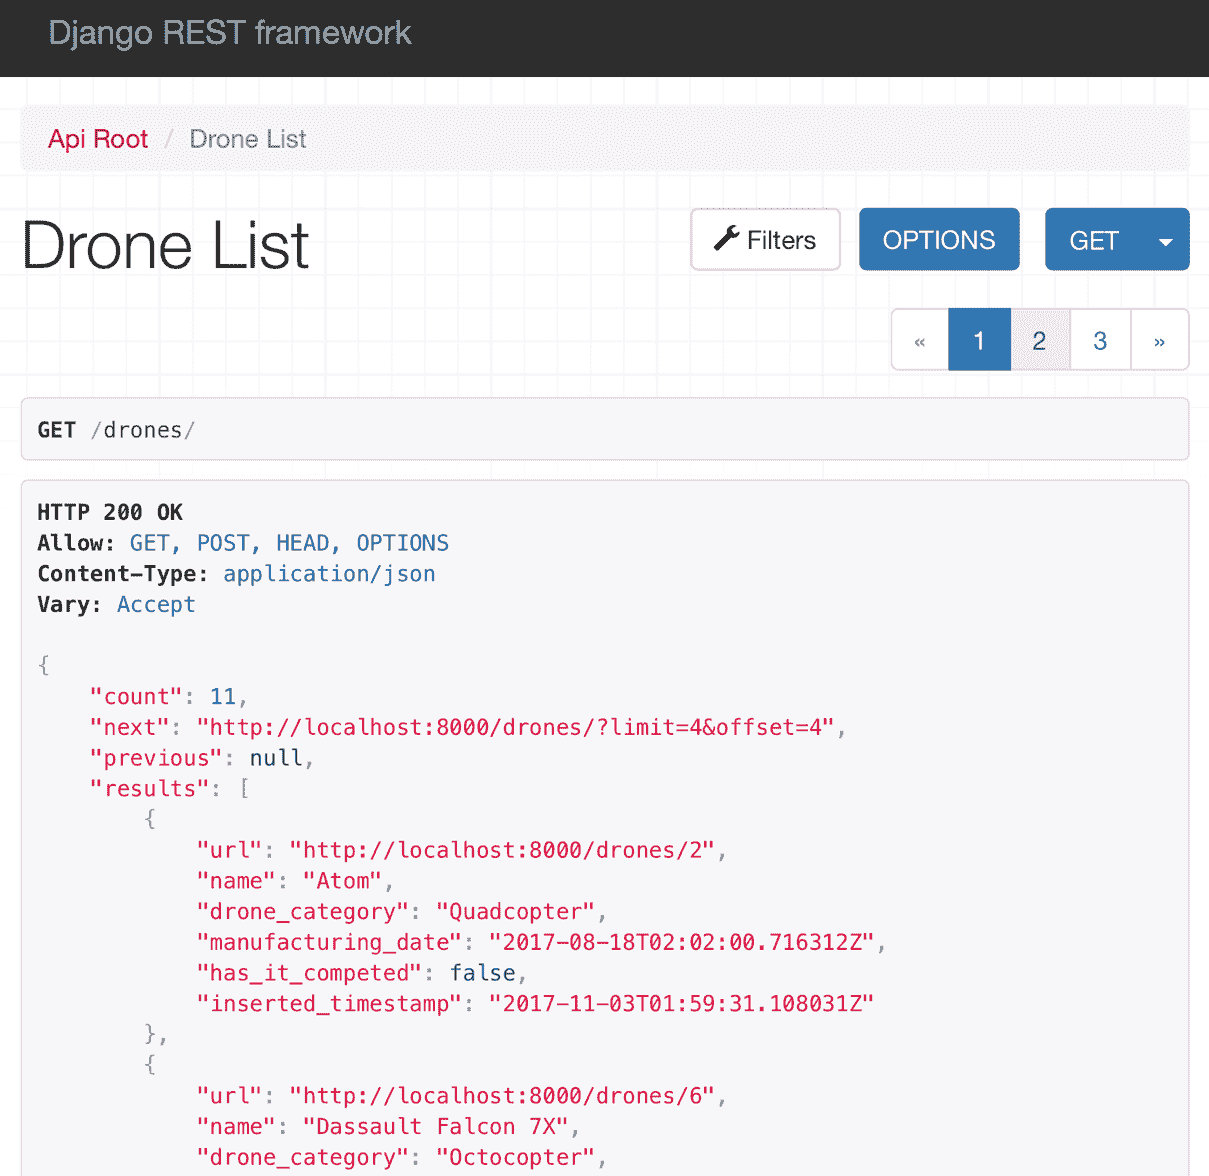 Django REST framework
Api Root / Drone List
Drone List
Filters
OPTIONS
GET
« 1 2 3 »
GET /drones/
HTTP 200 OK
Allow: GET, POST, HEAD, OPTIONS
Content-Type: application/json
Vary: Accept
{
    "count": 11,
    "next": "http://localhost:8000/drones/?limit=4&offset=4",
    "previous": null,
    "results": [
        {
            "url": "http://localhost:8000/drones/2",
            "name": "Atom",
            "drone_category": "Quadcopter",
            "manufacturing_date": "2017-08-18T02:02:00.716312Z",
            "has_it_competed": false,
            "inserted_timestamp": "2017-11-03T01:59:31.108031Z"
        },
        {
            "url": "http://localhost:8000/drones/6",
            "name": "Dassault Falcon 7X",
            "drone_category": "Octocopter",